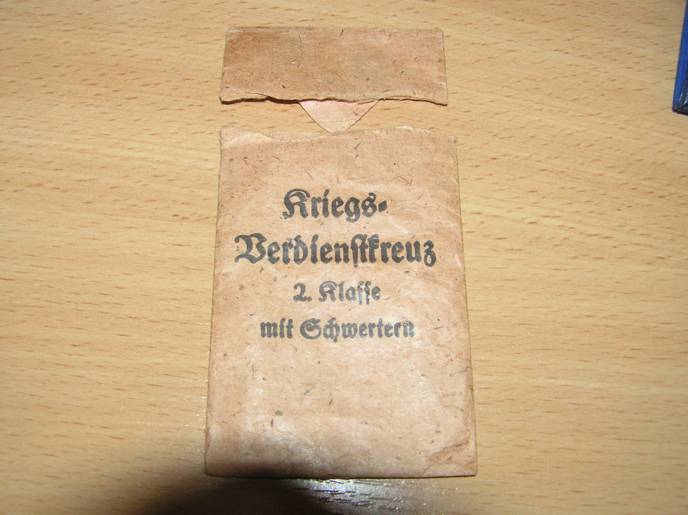 Kriegs-
Verdienstkreuz
2. Klasse
mit Schwertern